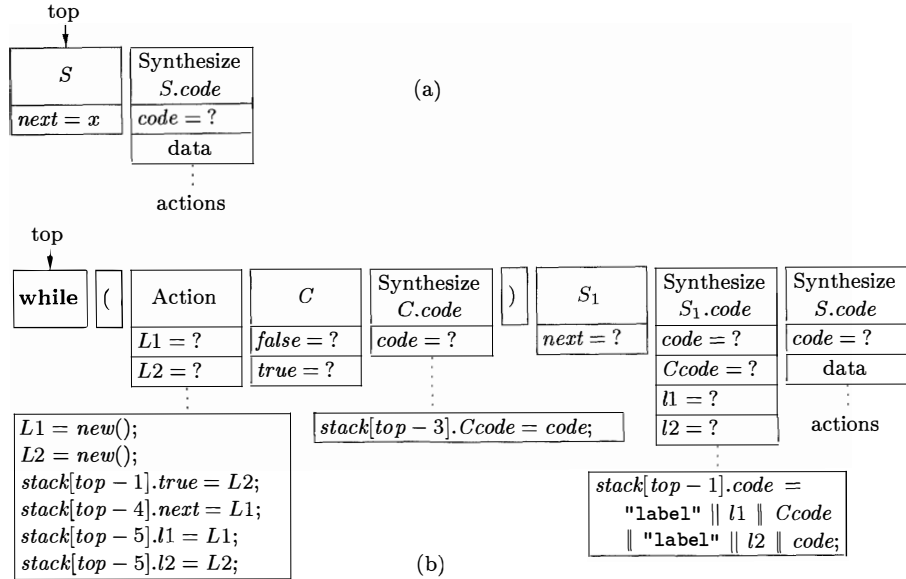 top
S
Synthesize
S.code
next = x
code = ?
data
actions
(a)
top
while
(
Action
C
Synthesize
C.code
)
S1
Synthesize
S1.code
Synthesize
S.code
L1 = ?
false = ?
code = ?
next = ?
code = ?
code = ?
L2 = ?
true = ?
Ccode = ?
data
l1 = ?
l2 = ?
actions
L1 = new();
L2 = new();
stack[top − 1].true = L2;
stack[top − 4].next = L1;
stack[top − 5].l1 = L1;
stack[top − 5].l2 = L2;
stack[top − 3].Ccode = code;
stack[top − 1].code =
"label" || l1 || Ccode
|| "label" || l2 || code;
(b)